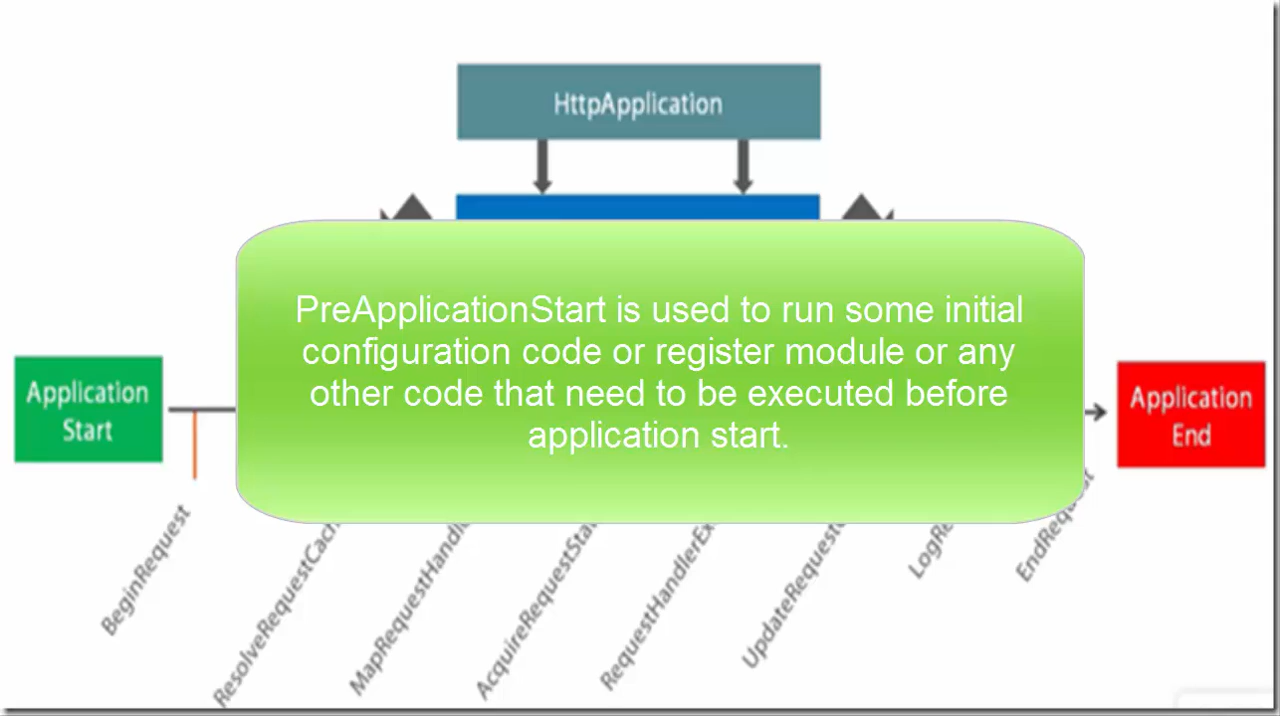 HttpApplication
PreApplicationStart is used to run some initial
configuration code or register module or any
other code that need to be executed before
application start.
Application
Start
Application
End
BeginRequest
EndRequest